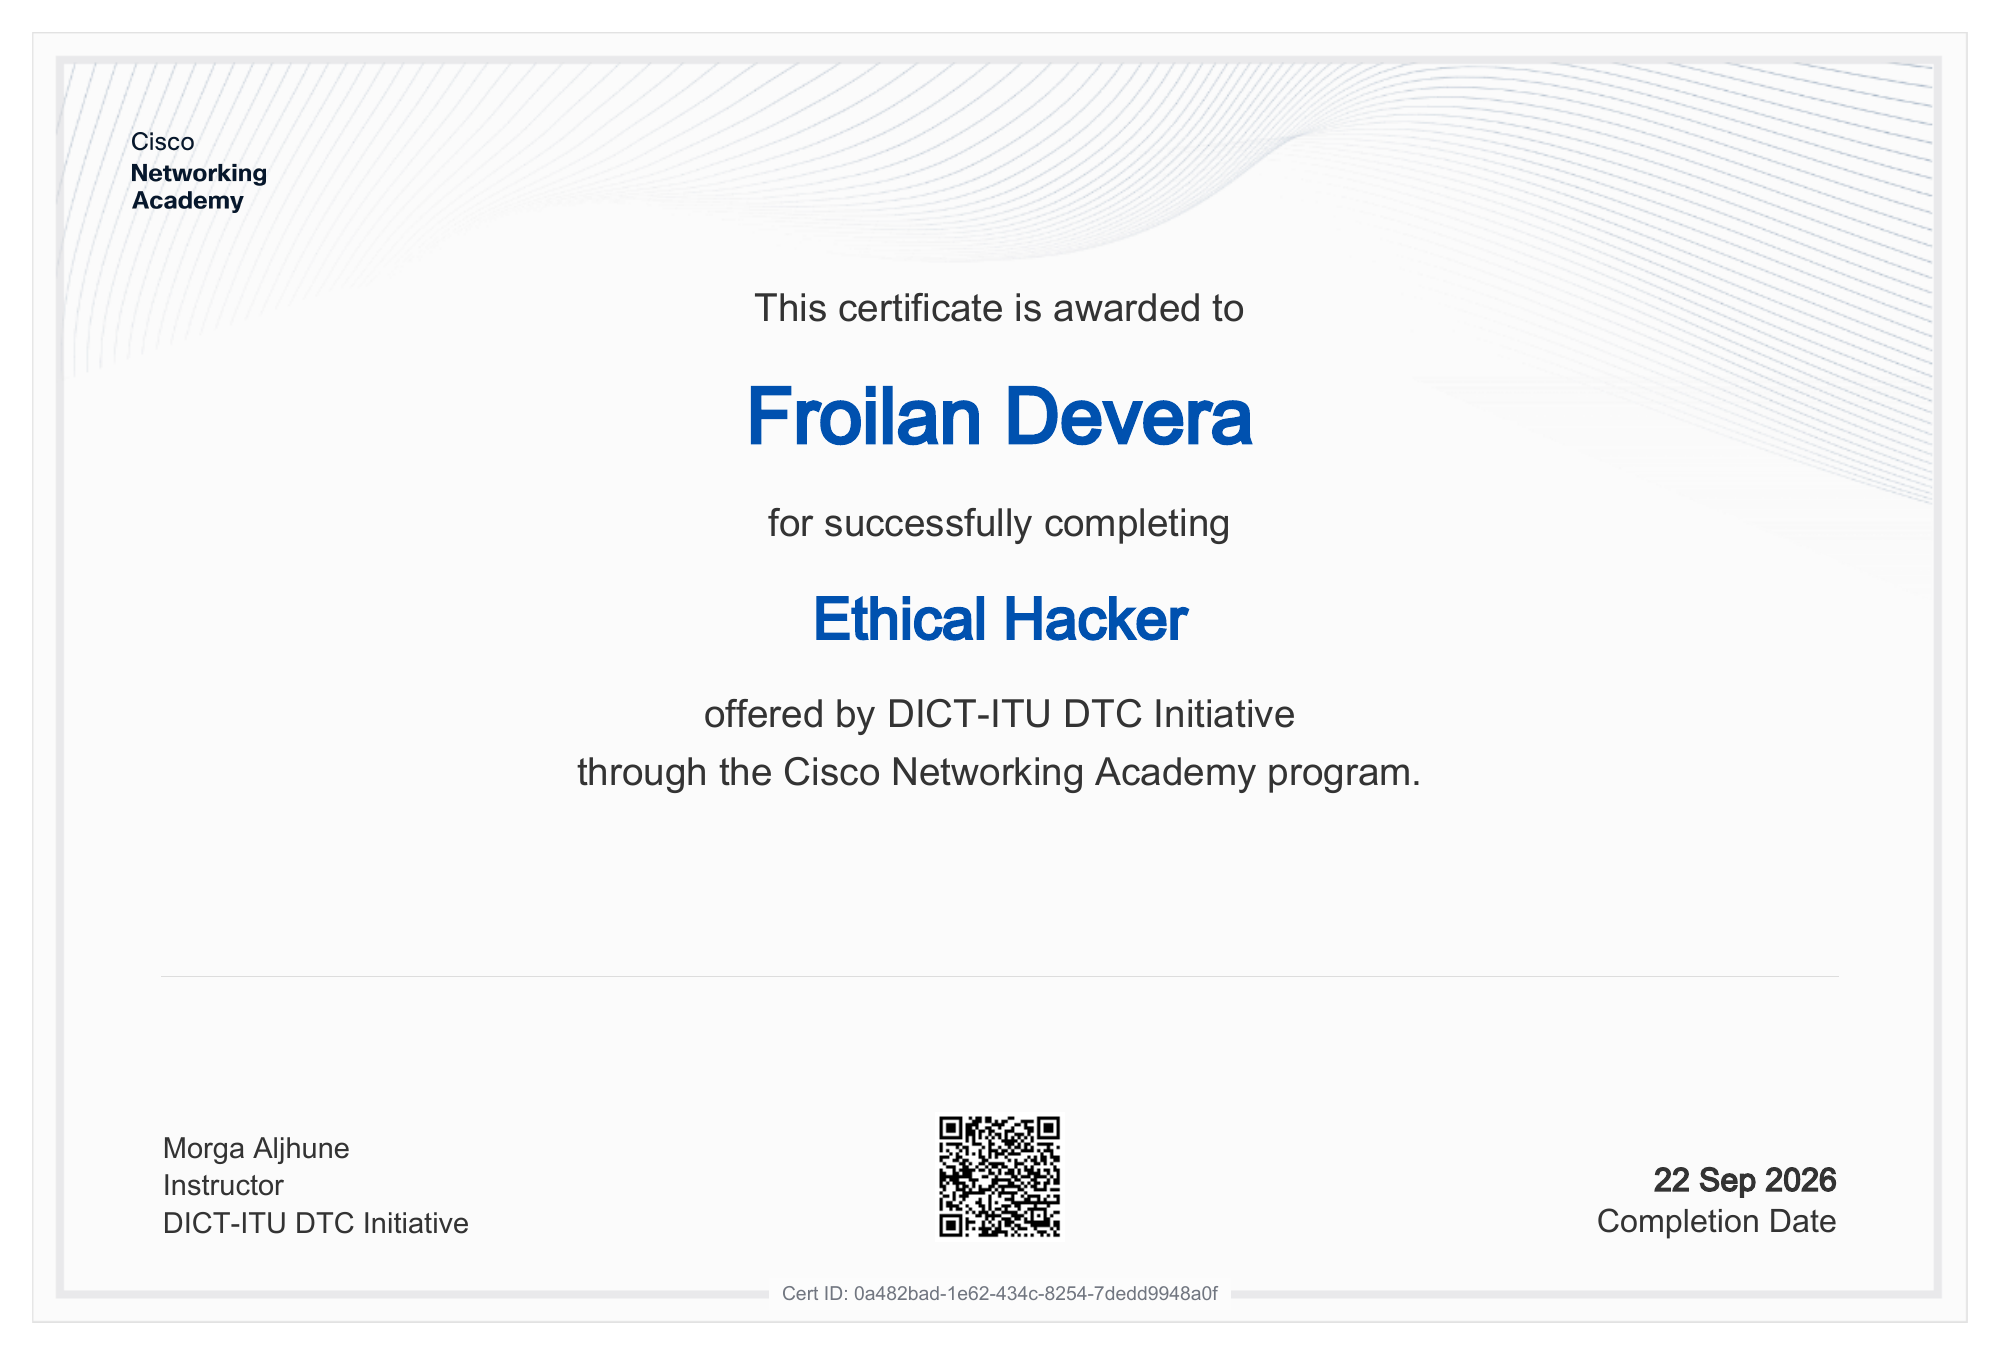 Cisco
Networking
Academy
This certificate is awarded to
Froilan Devera
for successfully completing
Ethical Hacker
offered by DICT-ITU DTC Initiative
through the Cisco Networking Academy program.
Morga Aljhune
Instructor
DICT-ITU DTC Initiative
22 Sep 2026
Completion Date
Cert ID: 0a482bad-1e62-434c-8254-7dedd9948a0f